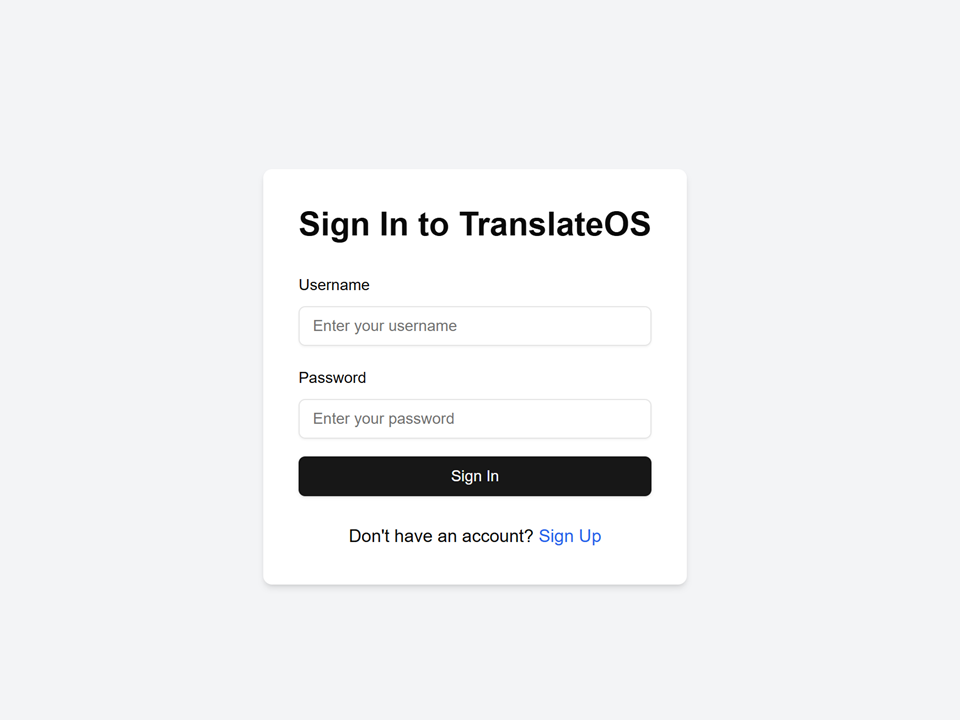 Sign In to TranslateOS
Username
Enter your username
Password
Enter your password
Sign In
Don't have an account? Sign Up